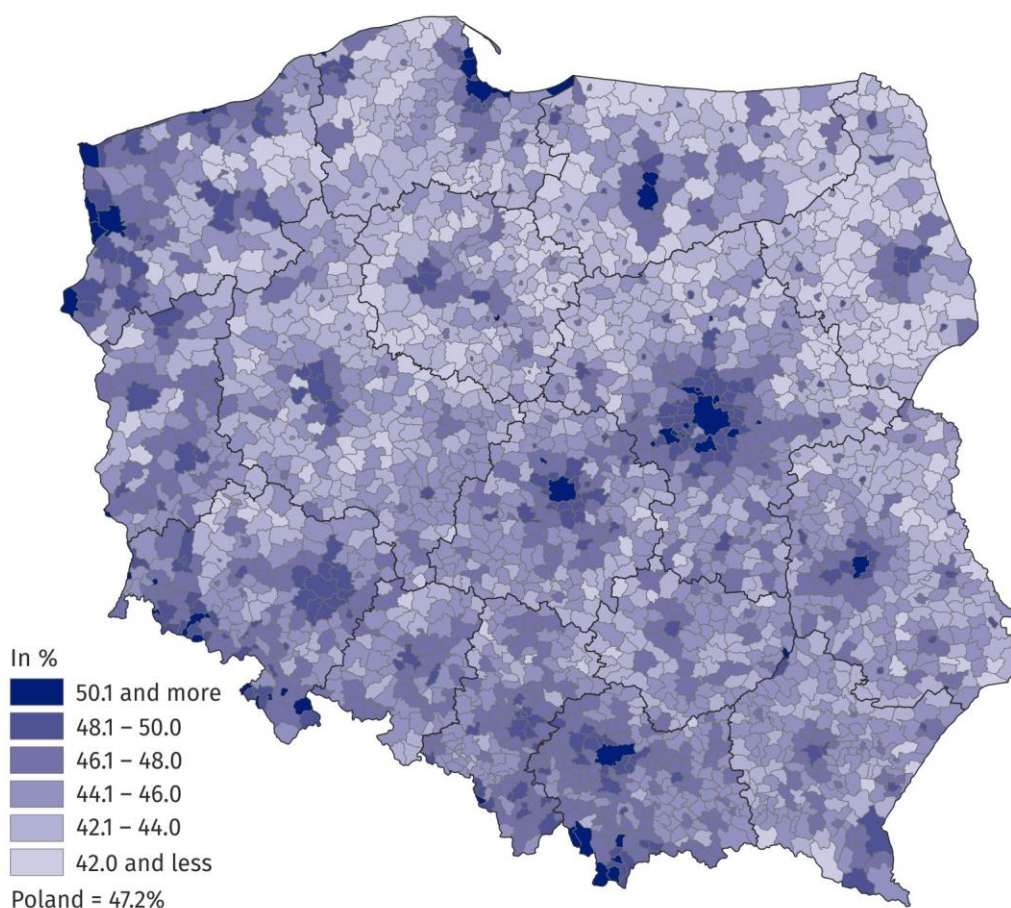 In %
50.1 and more
48.1 – 50.0
46.1 – 48.0
44.1 – 46.0
42.1 – 44.0
42.0 and less
Poland = 47.2%